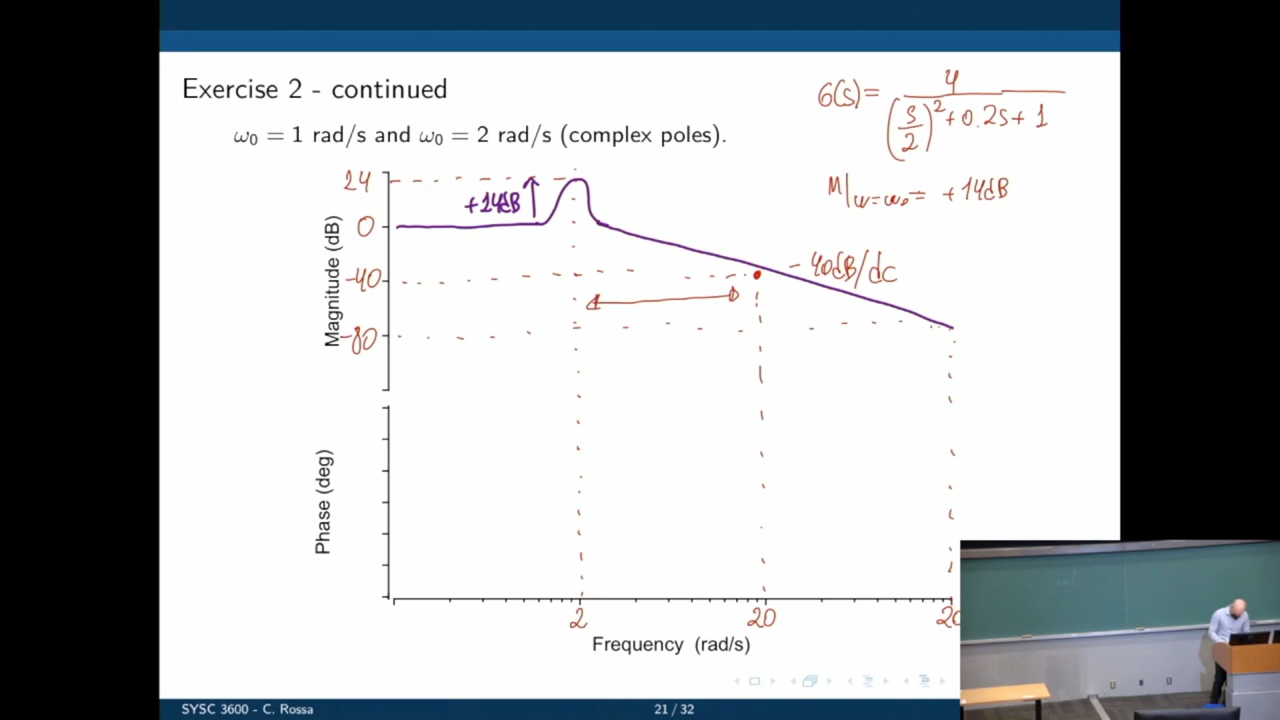 Exercise 2 - continued
ω₀ = 1 rad/s and ω₀ = 2 rad/s (complex poles).
G(s) = 4 / ((s/2)² + 0.2s + 1)
M|ω=ω₀ = +14dB
24
+14dB
0
-40
-80
-40dB/dc
Magnitude (dB)
Phase (deg)
2
20
20
Frequency (rad/s)
SYSC 3600 - C. Rossa
21 / 32